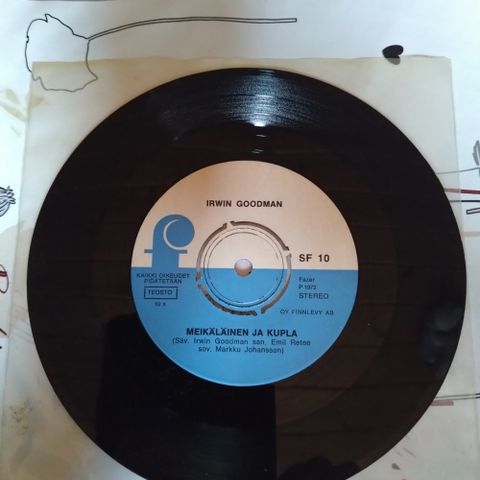 IRWIN GOODMAN
SF 10
KAIKKI OIKEUDET
PIDÄTETÄÄN
TEOSTO
Fazer
P 1972
STEREO
OY FINNLEVY AB
MEIKÄLÄINEN JA KUPLA
(Säv. Irwin Goodman san. Emil Retee
sov. Markku Johansson)